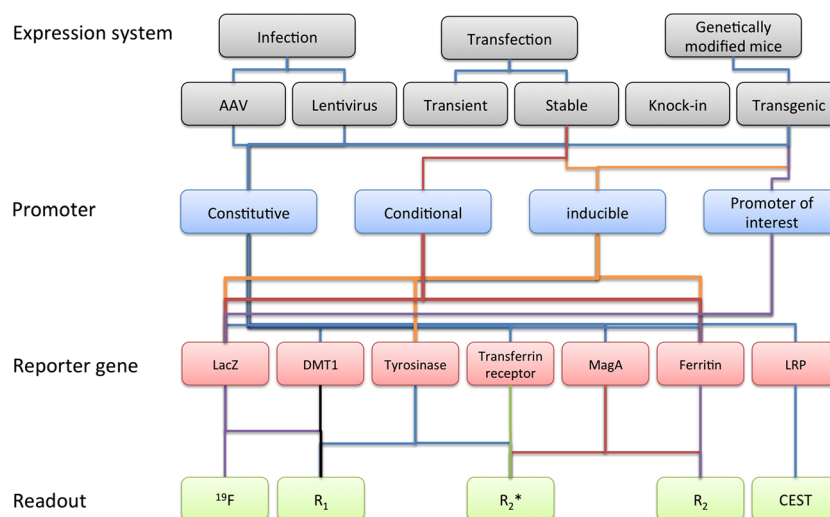 Expression system
Infection
Transfection
Genetically
modified mice
AAV
Lentivirus
Transient
Stable
Knock-in
Transgenic
Promoter
Constitutive
Conditional
inducible
Promoter of
interest
Reporter gene
LacZ
DMT1
Tyrosinase
Transferrin
receptor
MagA
Ferritin
LRP
Readout
¹⁹F
R₁
R₂*
R₂
CEST